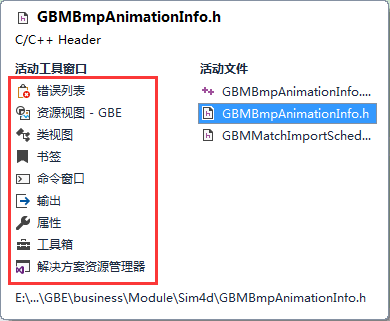 GBMBmpAnimationInfo.h
C/C++ Header
活动工具窗口
错误列表
资源视图 - GBE
类视图
书签
命令窗口
输出
属性
工具箱
解决方案资源管理器
活动文件
GBMBmpAnimationInfo....
GBMBmpAnimationInfo.h
GBMMatchImportSched...
E:\...\GBE\business\Module\Sim4d\GBMBmpAnimationInfo.h